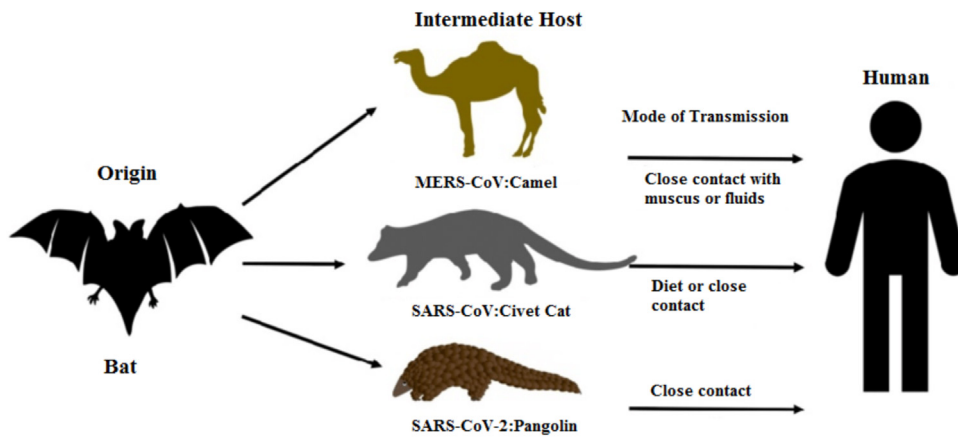 Intermediate Host
Human
Mode of Transmission
Origin
MERS-CoV:Camel
Close contact with
muscus or fluids
SARS-CoV:Civet Cat
Diet or close
contact
Bat
Close contact
SARS-CoV-2:Pangolin